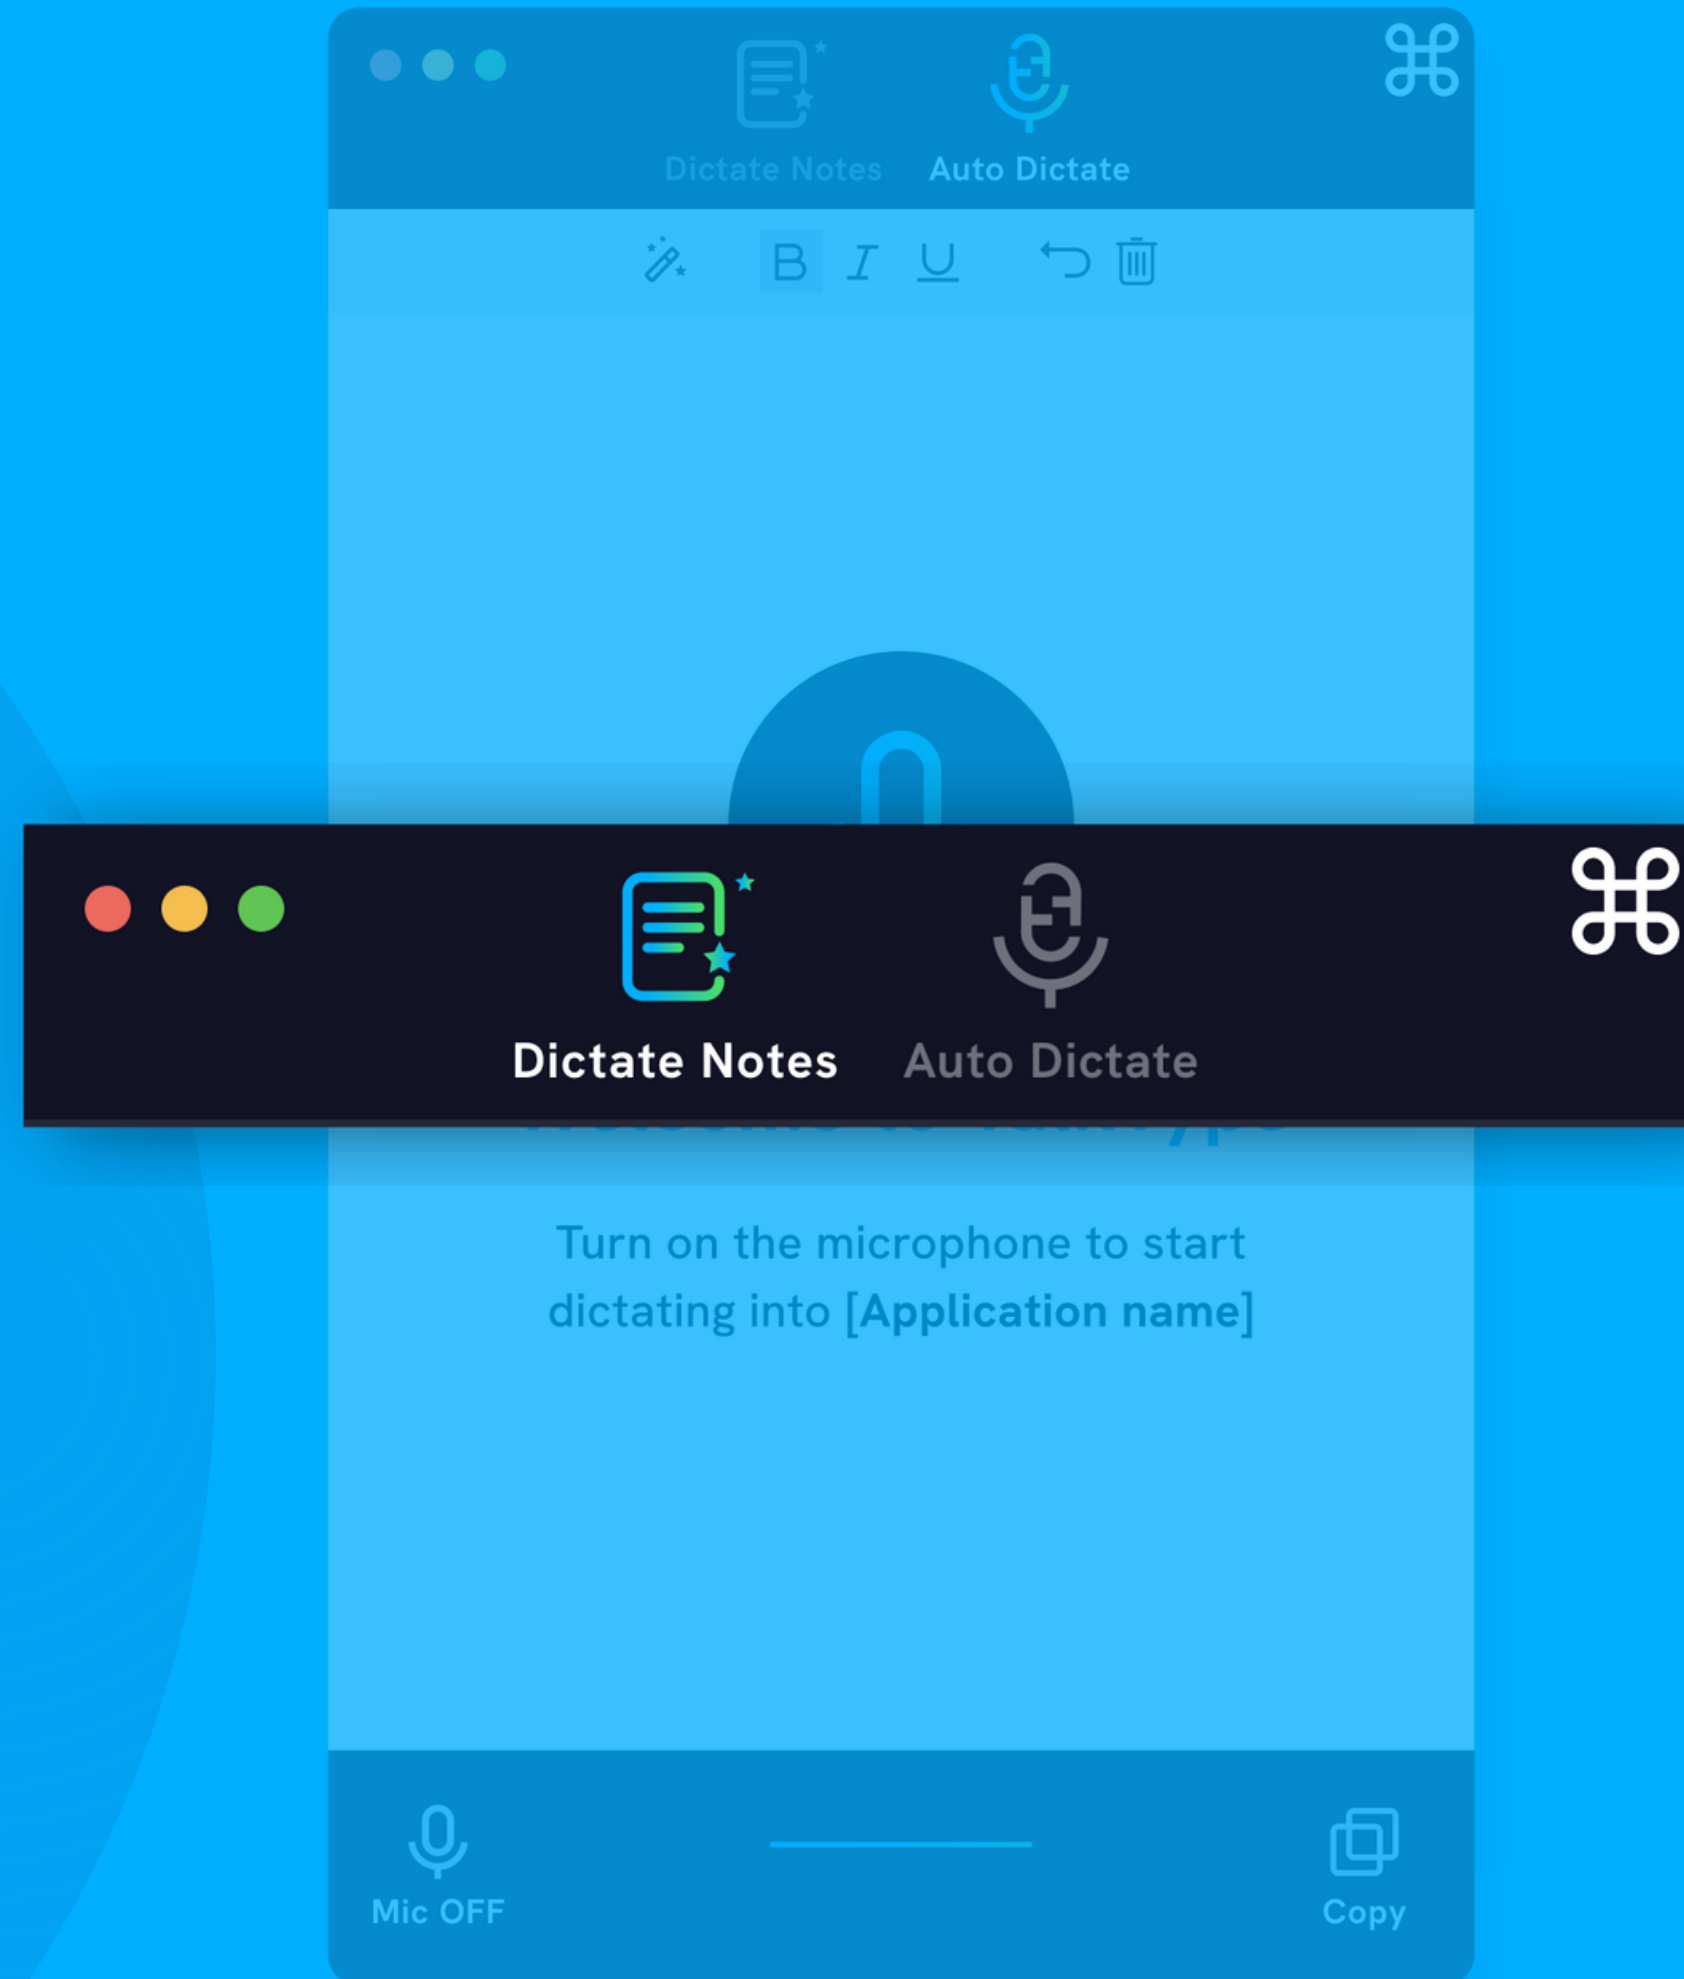 Dictate Notes Auto Dictate
B I U
Dictate Notes Auto Dictate
Turn on the microphone to start
dictating into [Application name]
Mic OFF Copy